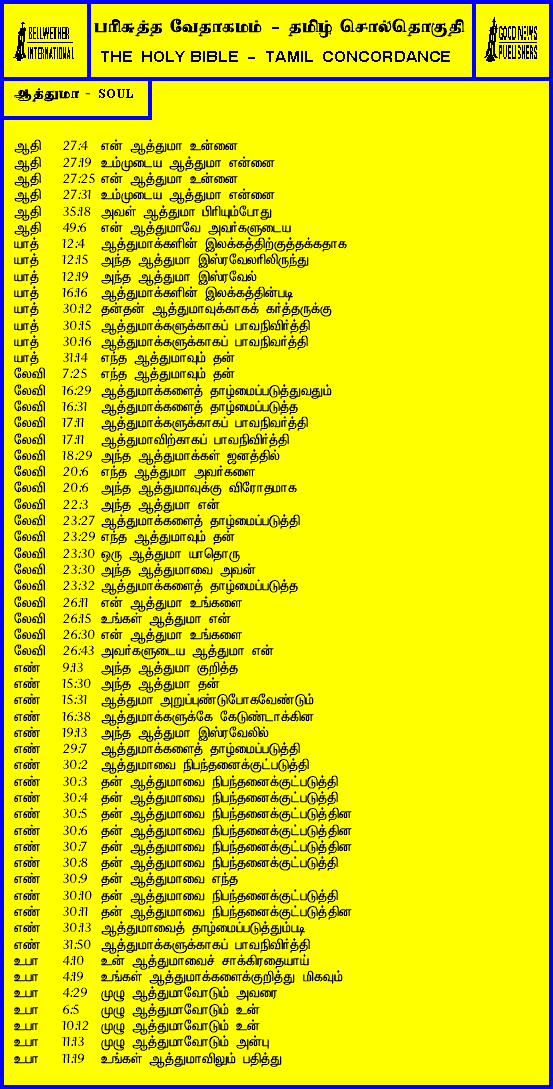 BELLWETHER
INTERNATIONAL
பரிசுத்த வேதாகமம் - தமிழ் சொல்தொகுதி
THE HOLY BIBLE - TAMIL CONCORDANCE
GOOD NEWS
PUBLISHERS
ஆத்துமா - SOUL
ஆதி 27:4 என் ஆத்துமா உன்னை
ஆதி 27:19 உம்முடைய ஆத்துமா என்னை
ஆதி 27:25 என் ஆத்துமா உன்னை
ஆதி 27:31 உம்முடைய ஆத்துமா என்னை
ஆதி 35:18 அவள் ஆத்துமா பிரியும்போது
ஆதி 49:6 என் ஆத்துமாவே அவர்களுடைய
யாத் 12:4 ஆத்துமாக்களின் இலக்கத்திற்குத்தக்கதாக
யாத் 12:15 அந்த ஆத்துமா இஸ்ரவேலரிலிருந்து
யாத் 12:19 அந்த ஆத்துமா இஸ்ரவேல்
யாத் 16:16 ஆத்துமாக்களின் இலக்கத்தின்படி
யாத் 30:12 தன்தன் ஆத்துமாவுக்காகக் கர்த்தருக்கு
யாத் 30:15 ஆத்துமாக்களுக்காகப் பாவநிவிர்த்தி
யாத் 30:16 ஆத்துமாக்களுக்காகப் பாவநிவர்த்தி
யாத் 31:14 எந்த ஆத்துமாவும் தன்
லேவி 7:25 எந்த ஆத்துமாவும் தன்
லேவி 16:29 ஆத்துமாக்களைத் தாழ்மைப்படுத்துவதும்
லேவி 16:31 ஆத்துமாக்களைத் தாழ்மைப்படுத்த
லேவி 17:11 ஆத்துமாக்களுக்காகப் பாவநிவர்த்தி
லேவி 17:11 ஆத்துமாவிற்காகப் பாவநிவிர்த்தி
லேவி 18:29 அந்த ஆத்துமாக்கள் ஜனத்தில்
லேவி 20:6 எந்த ஆத்துமா அவர்களை
லேவி 20:6 அந்த ஆத்துமாவுக்கு விரோதமாக
லேவி 22:3 அந்த ஆத்துமா என்
லேவி 23:27 ஆத்துமாக்களைத் தாழ்மைப்படுத்தி
லேவி 23:29 எந்த ஆத்துமாவும் தன்
லேவி 23:30 ஒரு ஆத்துமா யாதொரு
லேவி 23:30 அந்த ஆத்துமாவை அவன்
லேவி 23:32 ஆத்துமாக்களைத் தாழ்மைப்படுத்த
லேவி 26:11 என் ஆத்துமா உங்களை
லேவி 26:15 உங்கள் ஆத்துமா என்
லேவி 26:30 என் ஆத்துமா உங்களை
லேவி 26:43 அவர்களுடைய ஆத்துமா என்
எண் 9:13 அந்த ஆத்துமா குறித்த
எண் 15:30 அந்த ஆத்துமா தன்
எண் 15:31 ஆத்துமா அறுப்புண்டுபோகவேண்டும்
எண் 16:38 ஆத்துமாக்களுக்கே கேடுண்டாக்கின
எண் 19:13 அந்த ஆத்துமா இஸ்ரவேலில்
எண் 29:7 ஆத்துமாக்களைத் தாழ்மைப்படுத்தி
எண் 30:2 ஆத்துமாவை நிபந்தனைக்குட்படுத்தி
எண் 30:3 தன் ஆத்துமாவை நிபந்தனைக்குட்படுத்தி
எண் 30:4 தன் ஆத்துமாவை நிபந்தனைக்குட்படுத்தி
எண் 30:5 தன் ஆத்துமாவை நிபந்தனைக்குட்படுத்தின
எண் 30:6 தன் ஆத்துமாவை நிபந்தனைக்குட்படுத்தின
எண் 30:7 தன் ஆத்துமாவை நிபந்தனைக்குட்படுத்தின
எண் 30:8 தன் ஆத்துமாவை நிபந்தனைக்குட்படுத்தி
எண் 30:9 தன் ஆத்துமாவை எந்த
எண் 30:10 தன் ஆத்துமாவை நிபந்தனைக்குட்படுத்தி
எண் 30:11 தன் ஆத்துமாவை நிபந்தனைக்குட்படுத்தின
எண் 30:13 ஆத்துமாவைத் தாழ்மைப்படுத்தும்படி
எண் 31:50 ஆத்துமாக்களுக்காகப் பாவநிவிர்த்தி
உபா 4:10 உன் ஆத்துமாவைச் சாக்கிரதையாய்
உபா 4:19 உங்கள் ஆத்துமாக்களைக்குறித்து மிகவும்
உபா 4:29 முழு ஆத்துமாவோடும் அவரை
உபா 6:5 முழு ஆத்துமாவோடும் உன்
உபா 10:12 முழு ஆத்துமாவோடும் உன்
உபா 11:13 முழு ஆத்துமாவோடும் அன்பு
உபா 11:19 உங்கள் ஆத்துமாவிலும் பதித்து